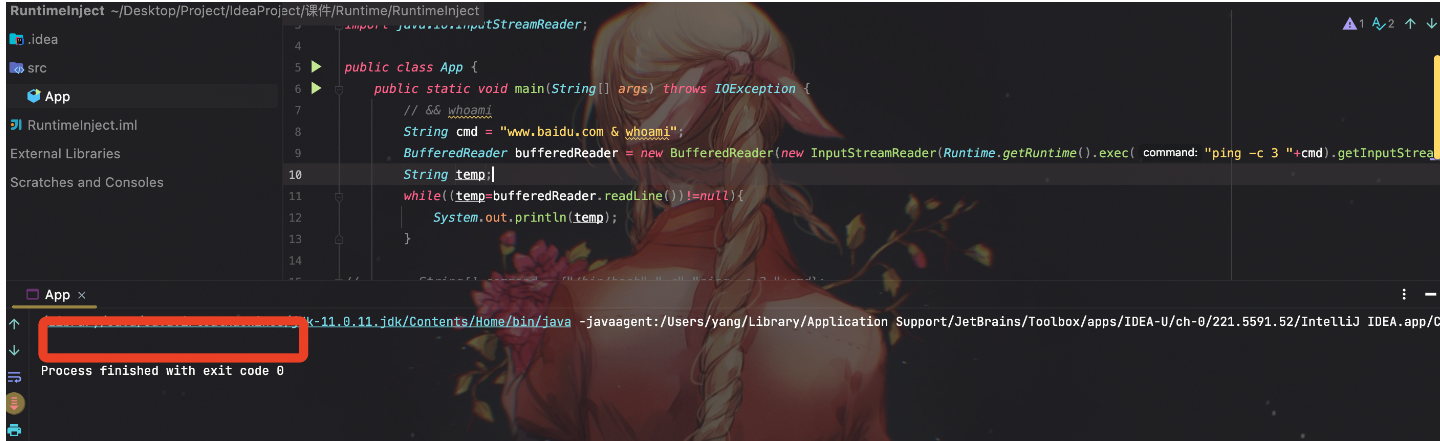 RuntimeInject ~/Desktop/Project/IdeaProject/课件/Runtime/RuntimeInject
.idea
src
App
RuntimeInject.iml
External Libraries
Scratches and Consoles
1 2
3 import java.io.InputStreamReader;
4
5 public class App {
6 public static void main(String[] args) throws IOException {
7 // && whoami
8 String cmd = "www.baidu.com & whoami";
9 BufferedReader bufferedReader = new BufferedReader(new InputStreamReader(Runtime.getRuntime().exec( command: "ping -c 3 "+cmd).getInputStrea
10 String temp;
11 while((temp=bufferedReader.readLine())!=null){
12 System.out.println(temp);
13 }
14
App ×
-11.0.11.jdk/Contents/Home/bin/java -javaagent:/Users/yang/Library/Application Support/JetBrains/Toolbox/apps/IDEA-U/ch-0/221.5591.52/IntelliJ IDEA.app/C
Process finished with exit code 0